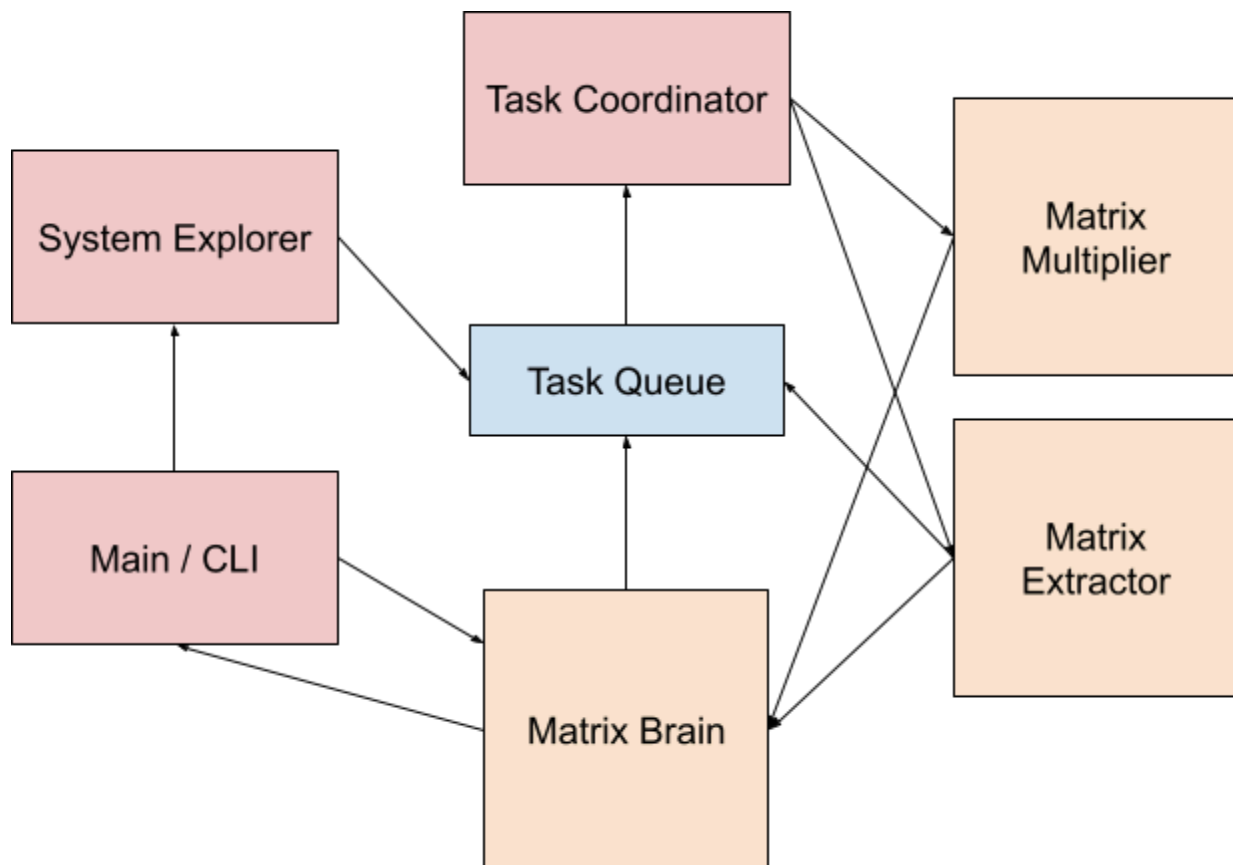 Task Coordinator
System Explorer
Matrix
Multiplier
Task Queue
Main / CLI
Matrix
Extractor
Matrix Brain